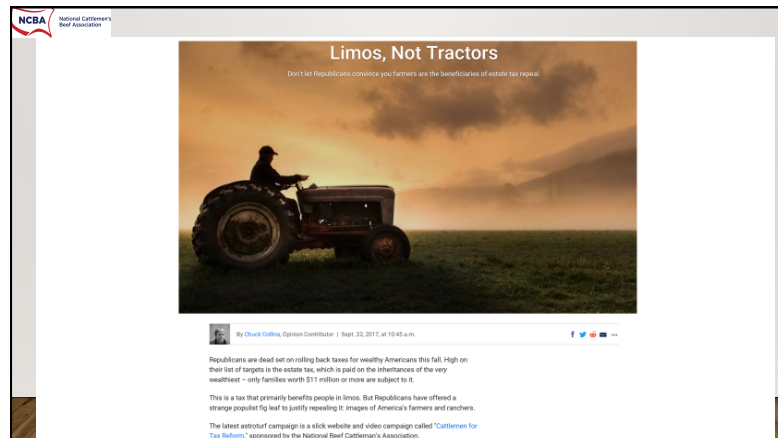 NCBA
National Cattlemen's
Beef Association
Limos, Not Tractors
Don't let Republicans convince you farmers are the beneficiaries of estate tax repeal.
By Chuck Collins, Opinion Contributor | Sept. 22, 2017, at 10:45 a.m.
Republicans are dead set on rolling back taxes for wealthy Americans this fall. High on
their list of targets is the estate tax, which is paid on the inheritances of the very
wealthiest – only families worth $11 million or more are subject to it.
This is a tax that primarily benefits people in limos. But Republicans have offered a
strange populist fig leaf to justify repealing it: images of America's farmers and ranchers.
The latest astroturf campaign is a slick website and video campaign called "Cattlemen for
Tax Reform," sponsored by the National Beef Cattleman's Association.